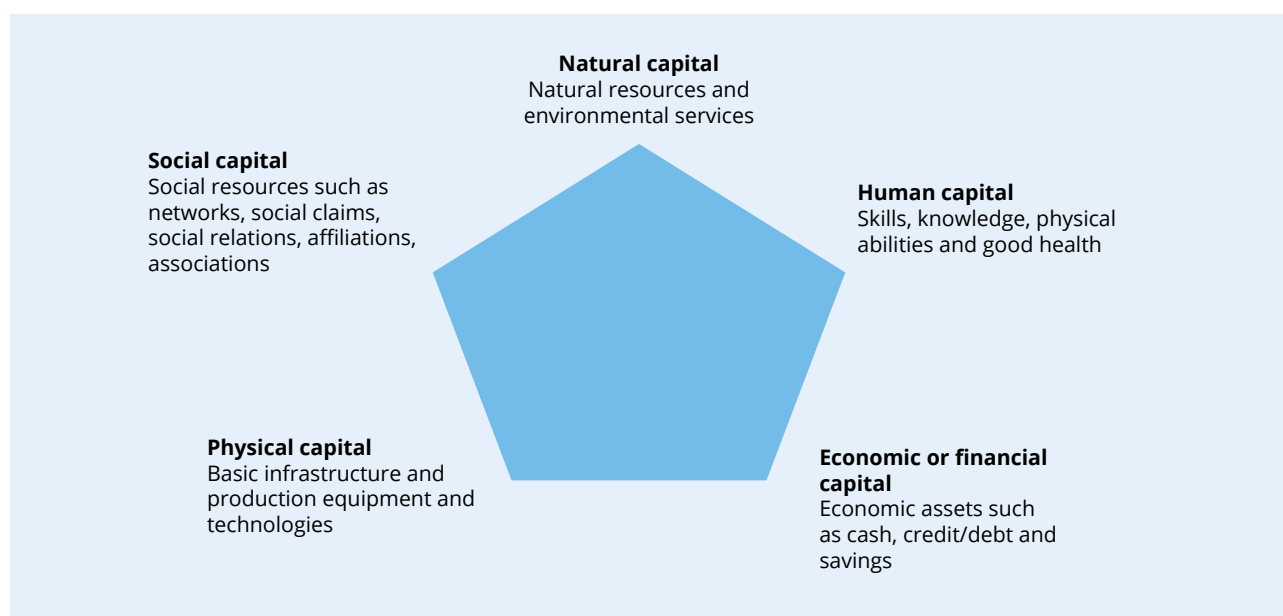 Natural capital
Natural resources and
environmental services
Social capital
Social resources such as
networks, social claims,
social relations, affiliations,
associations
Human capital
Skills, knowledge, physical
abilities and good health
Physical capital
Basic infrastructure and
production equipment and
technologies
Economic or financial
capital
Economic assets such
as cash, credit/debt and
savings